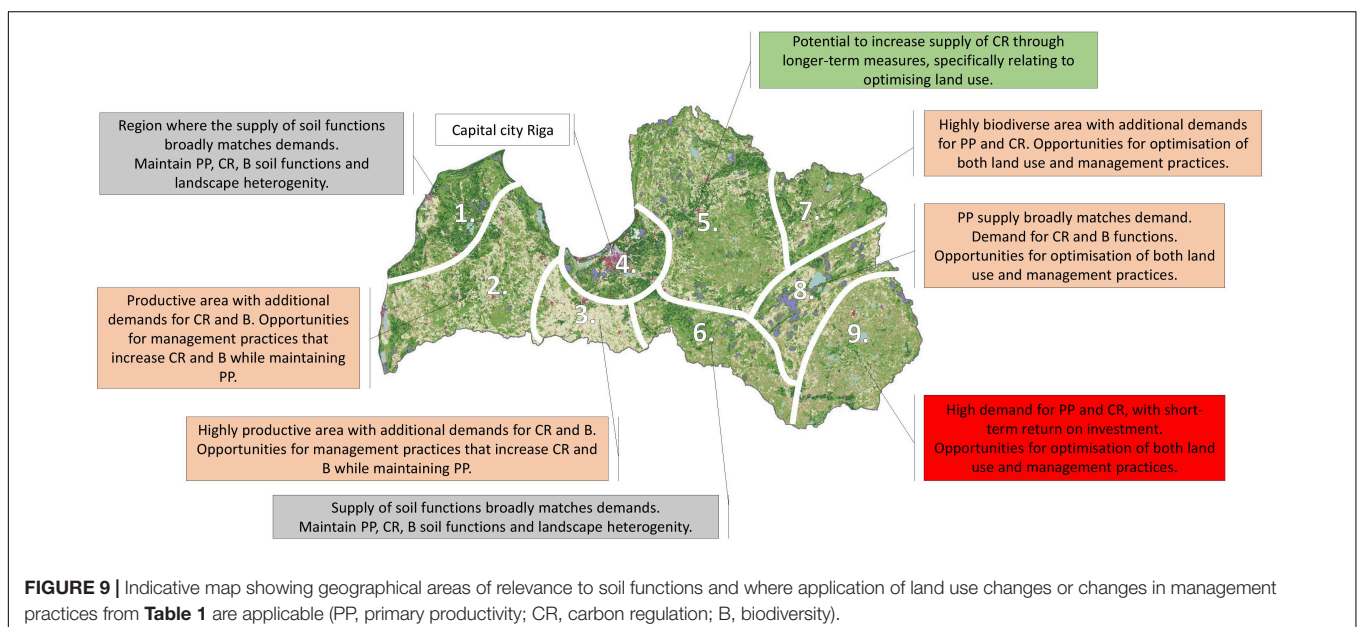 Potential to increase supply of CR through
longer-term measures, specifically relating to
optimising land use.
Region where the supply of soil functions
broadly matches demands.
Maintain PP, CR, B soil functions and
landscape heterogenity.
Capital city Riga
Highly biodiverse area with additional demands
for PP and CR. Opportunities for optimisation of
both land use and management practices.
PP supply broadly matches demand.
Demand for CR and B functions.
Opportunities for optimisation of both land
use and management practices.
1.
2.
3.
4.
5.
6.
7.
8.
9.
Productive area with additional
demands for CR and B. Opportunities
for management practices that
increase CR and B while maintaining
PP.
High demand for PP and CR, with short-
term return on investment.
Opportunities for optimisation of both land
use and management practices.
Highly productive area with additional demands for CR and B.
Opportunities for management practices that increase CR and
B while maintaining PP.
Supply of soil functions broadly matches demands.
Maintain PP, CR, B soil functions and landscape heterogenity.
FIGURE 9 | Indicative map showing geographical areas of relevance to soil functions and where application of land use changes or changes in management
practices from Table 1 are applicable (PP, primary productivity; CR, carbon regulation; B, biodiversity).